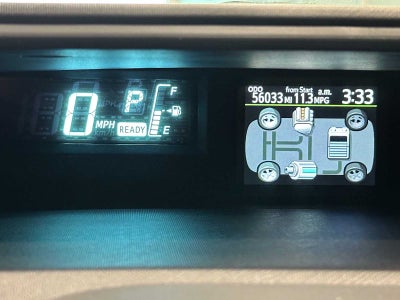 0 MPH
P
READY
F
E
ODO from Start a.m.
56033 MI 11.3 MPG 3:33